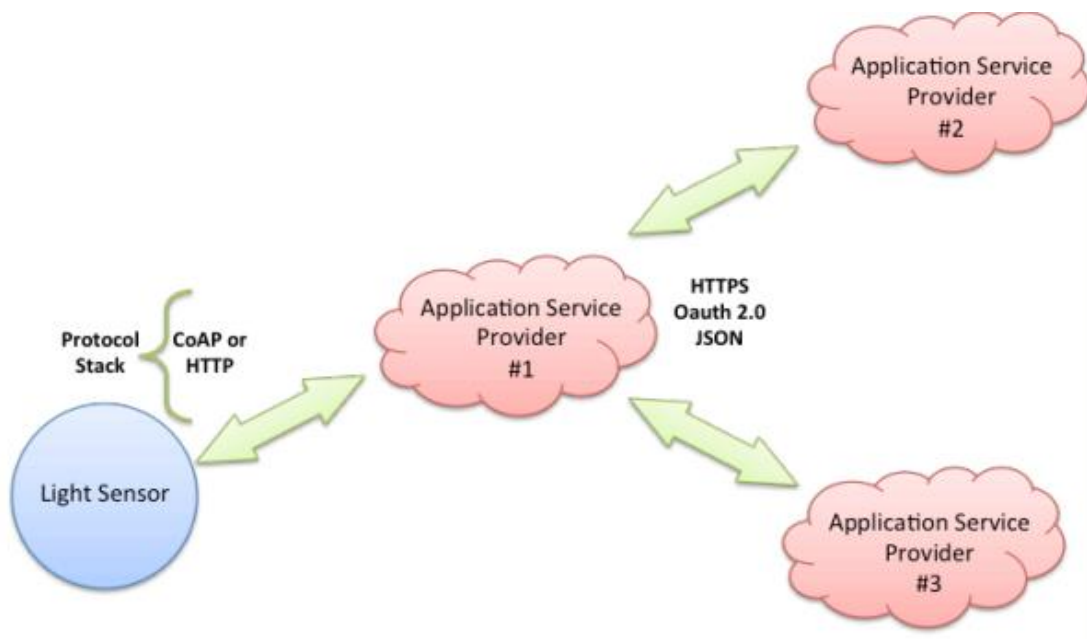 Application Service
Provider
#2
HTTPS
Oauth 2.0
JSON
Application Service
Provider
#1
Protocol
Stack
CoAP or
HTTP
Light Sensor
Application Service
Provider
#3